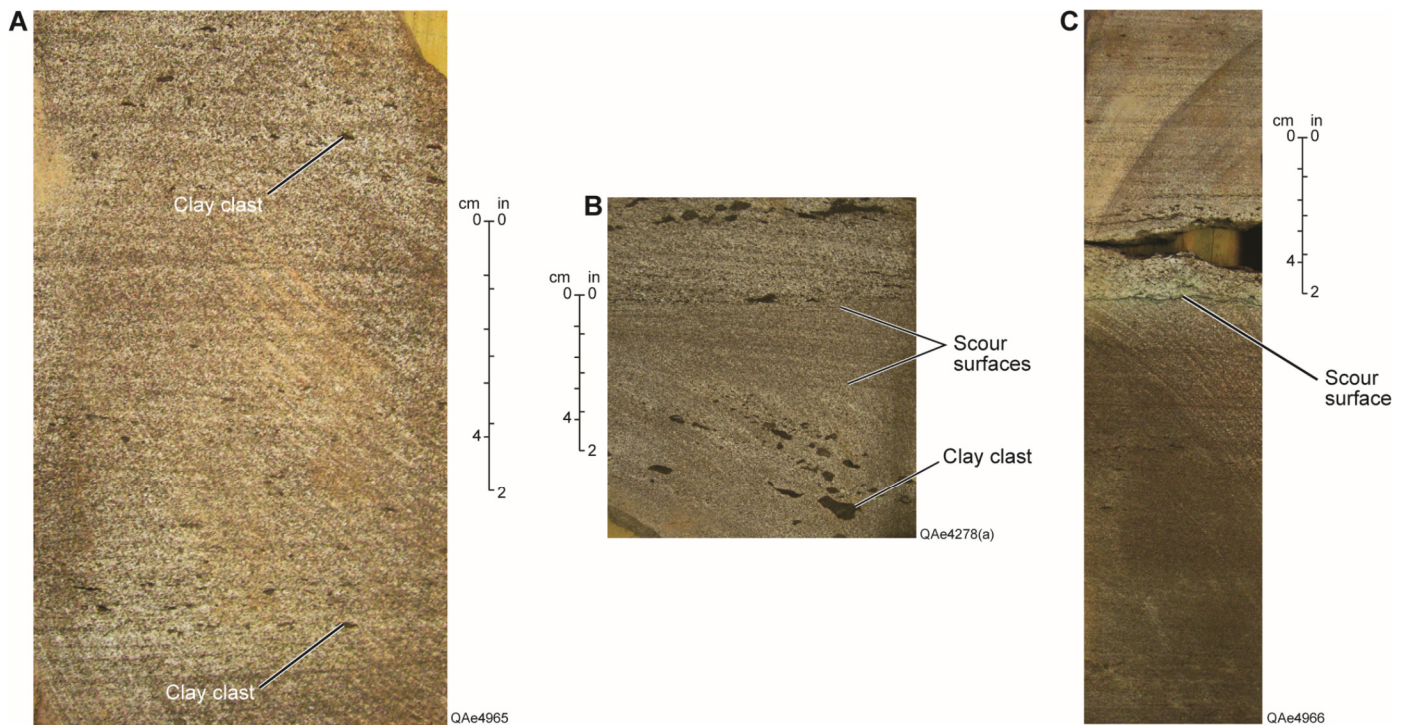 A
Clay clast
Clay clast
cm in
0 0
4
2
QAe4965
B
cm in
0 0
4
2
Scour
surfaces
Clay clast
QAe4278(a)
C
cm in
0 0
4
2
Scour
surface
QAe4966